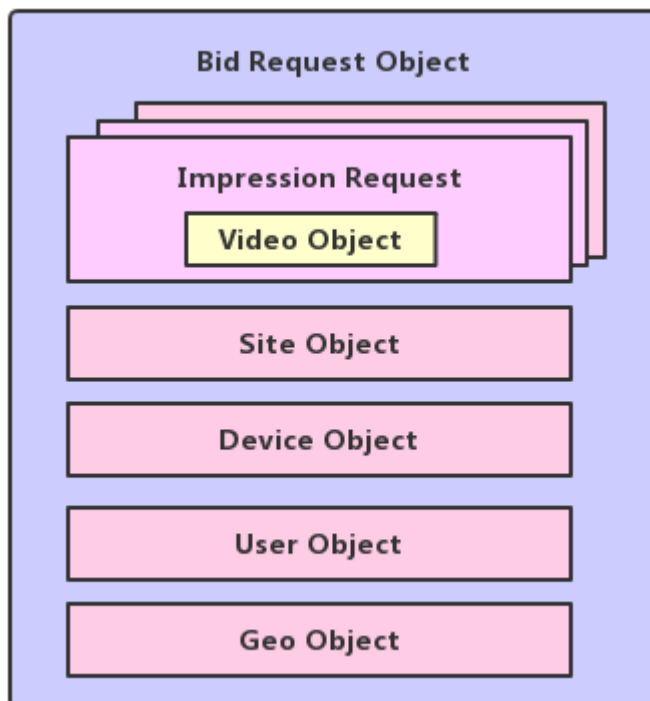 Bid Request Object
Impression Request
Video Object
Site Object
Device Object
User Object
Geo Object